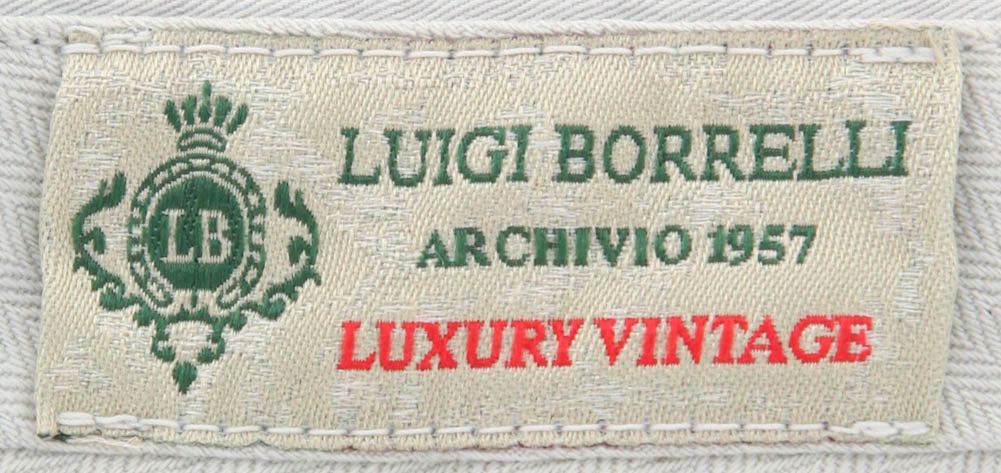 LB
LUIGI BORRELLI
ARCHIVIO 1957
LUXURY VINTAGE